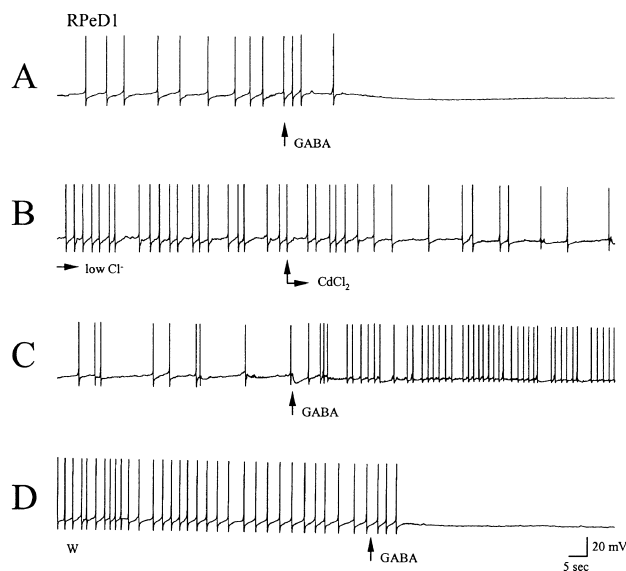 RPeD1
A
GABA
B
low Cl⁻
CdCl₂
C
GABA
D
W
GABA
20 mV
5 sec